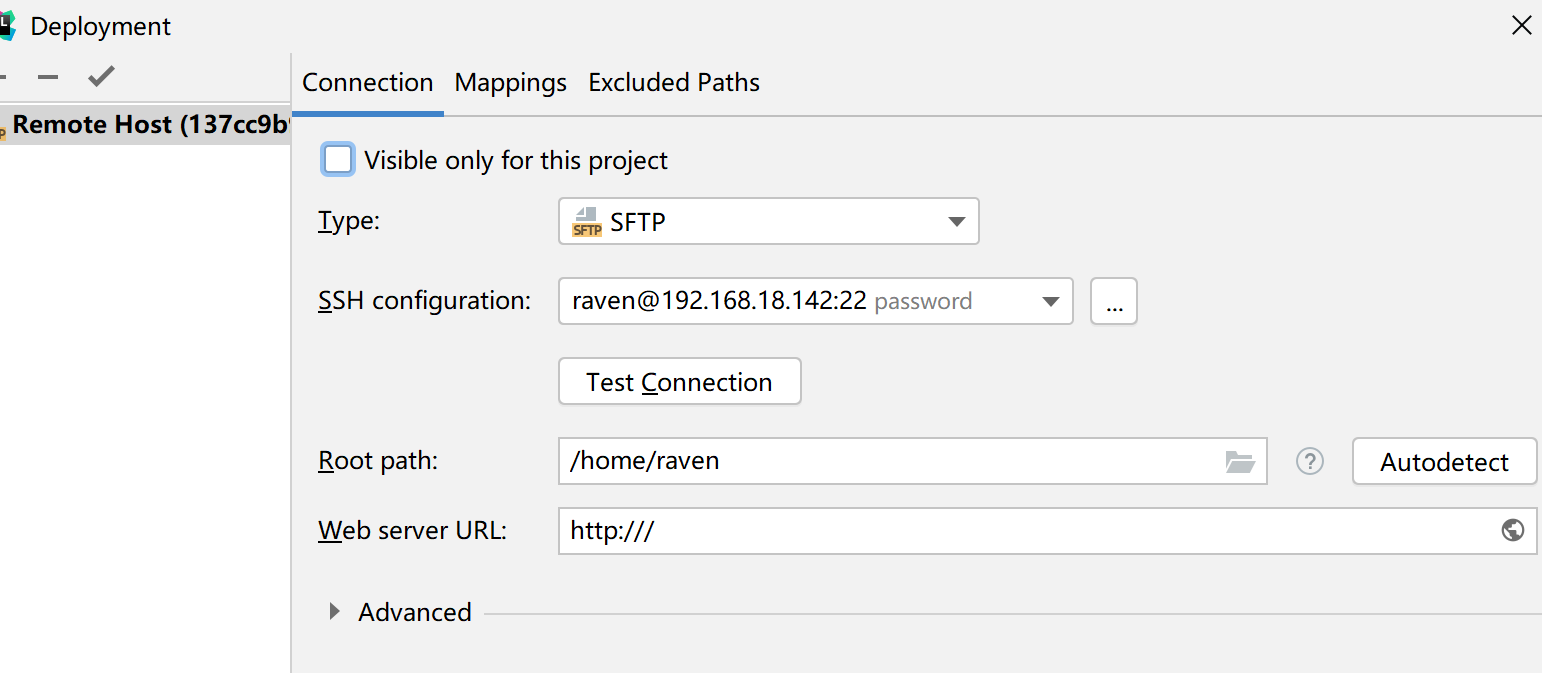 Deployment
Connection Mappings Excluded Paths
Remote Host (137cc9b
Visible only for this project
Type: SFTP SFTP
SSH configuration: raven@192.168.18.142:22 password ...
Test Connection
Root path: /home/raven ? Autodetect
Web server URL: http:///
Advanced